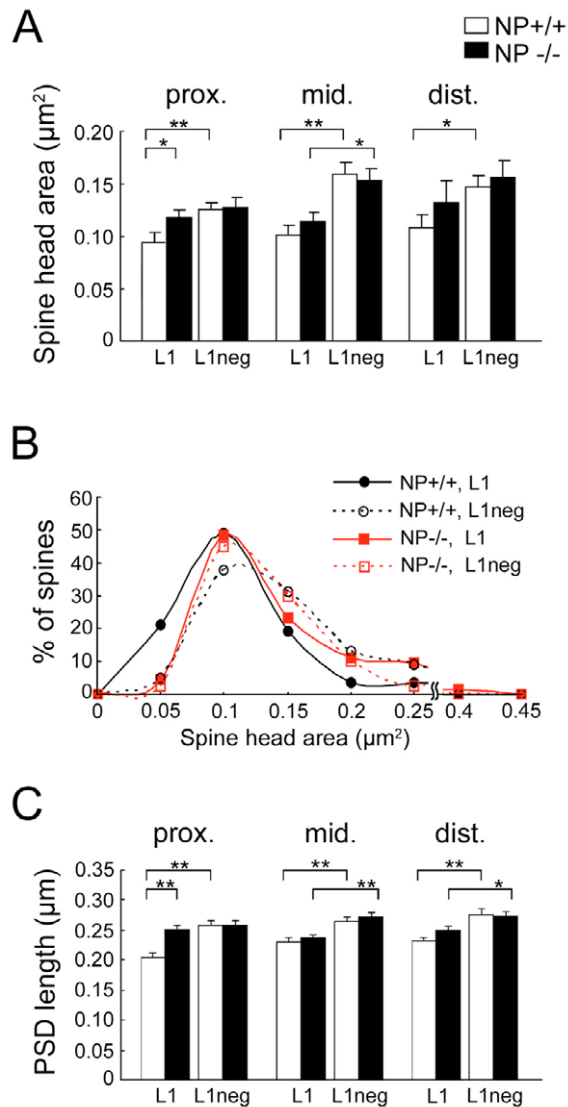 A
NP+/+
NP -/-
prox. mid. dist.
** ** *
* *
Spine head area (µm²)
0.20
0.15
0.10
0.05
0
L1 L1neg L1 L1neg L1 L1neg
B
NP+/+, L1
NP+/+, L1neg
NP-/-, L1
NP-/-, L1neg
% of spines
60
50
40
30
20
10
0
0 0.05 0.1 0.15 0.2 0.25 0.4 0.45
Spine head area (µm²)
C
prox. mid. dist.
** ** **
** ** *
PSD length (µm)
0.35
0.30
0.25
0.20
0.15
0.10
0.05
0
L1 L1neg L1 L1neg L1 L1neg